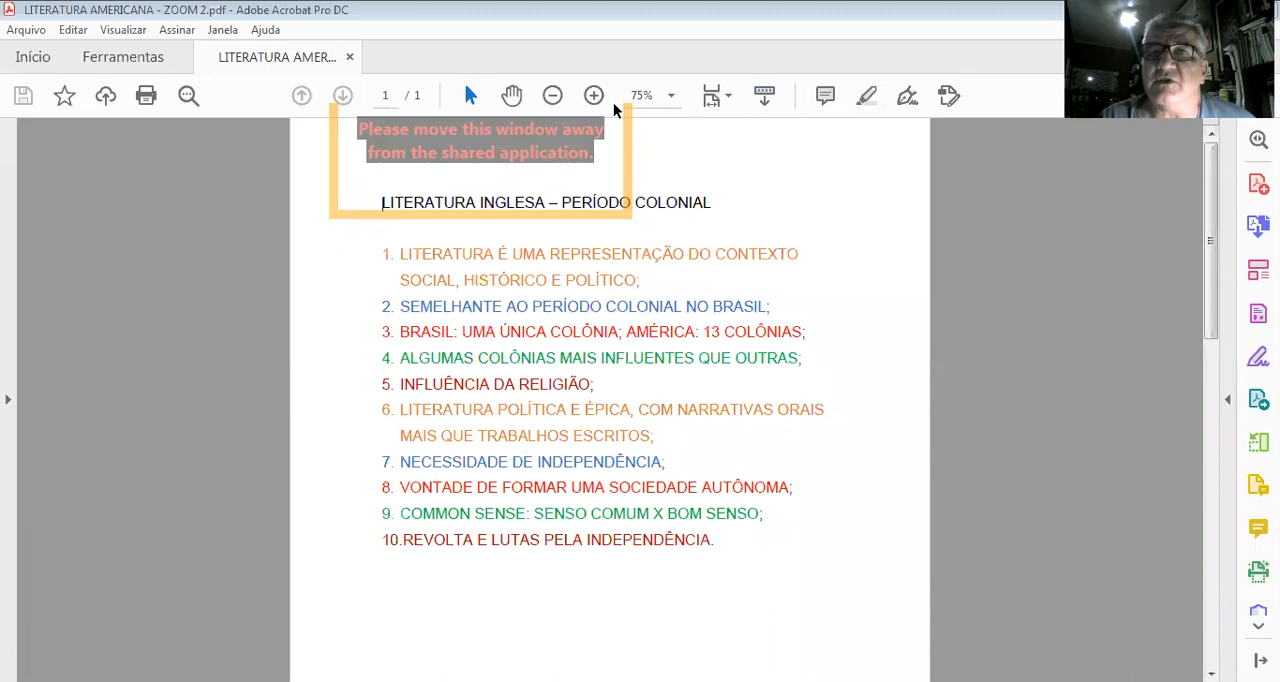 LITERATURA AMERICANA - ZOOM 2.pdf - Adobe Acrobat Pro DC
Arquivo Editar Visualizar Assinar Janela Ajuda
Início Ferramentas LITERATURA AMER... ×
1 / 1 75%
Please move this window away
from the shared application.
LITERATURA INGLESA – PERÍODO COLONIAL
1. LITERATURA É UMA REPRESENTAÇÃO DO CONTEXTO
SOCIAL, HISTÓRICO E POLÍTICO;
2. SEMELHANTE AO PERÍODO COLONIAL NO BRASIL;
3. BRASIL: UMA ÚNICA COLÔNIA; AMÉRICA: 13 COLÔNIAS;
4. ALGUMAS COLÔNIAS MAIS INFLUENTES QUE OUTRAS;
5. INFLUÊNCIA DA RELIGIÃO;
6. LITERATURA POLÍTICA E ÉPICA, COM NARRATIVAS ORAIS
MAIS QUE TRABALHOS ESCRITOS;
7. NECESSIDADE DE INDEPENDÊNCIA;
8. VONTADE DE FORMAR UMA SOCIEDADE AUTÔNOMA;
9. COMMON SENSE: SENSO COMUM X BOM SENSO;
10.REVOLTA E LUTAS PELA INDEPENDÊNCIA.